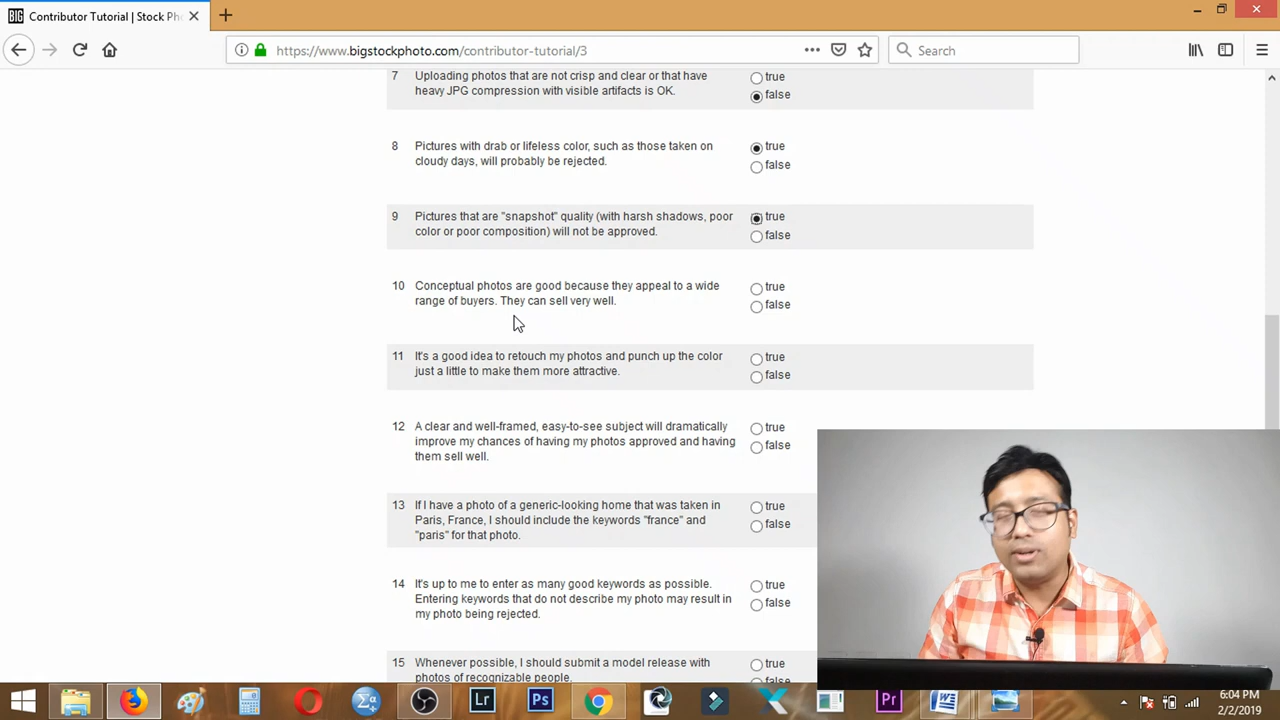 BIG Contributor Tutorial | Stock Ph
https://www.bigstockphoto.com/contributor-tutorial/3
Search
7 Uploading photos that are not crisp and clear or that have true
heavy JPG compression with visible artifacts is OK. false
8 Pictures with drab or lifeless color, such as those taken on true
cloudy days, will probably be rejected. false
9 Pictures that are "snapshot" quality (with harsh shadows, poor true
color or poor composition) will not be approved. false
10 Conceptual photos are good because they appeal to a wide true
range of buyers. They can sell very well. false
11 It's a good idea to retouch my photos and punch up the color true
just a little to make them more attractive. false
12 A clear and well-framed, easy-to-see subject will dramatically true
improve my chances of having my photos approved and having false
them sell well.
13 If I have a photo of a generic-looking home that was taken in true
Paris, France, I should include the keywords "france" and false
"paris" for that photo.
14 It's up to me to enter as many good keywords as possible. true
Entering keywords that do not describe my photo may result in false
my photo being rejected.
15 Whenever possible, I should submit a model release with true
photos of recognizable people.
Lr Ps Pr W
6:04 PM
2/2/2019